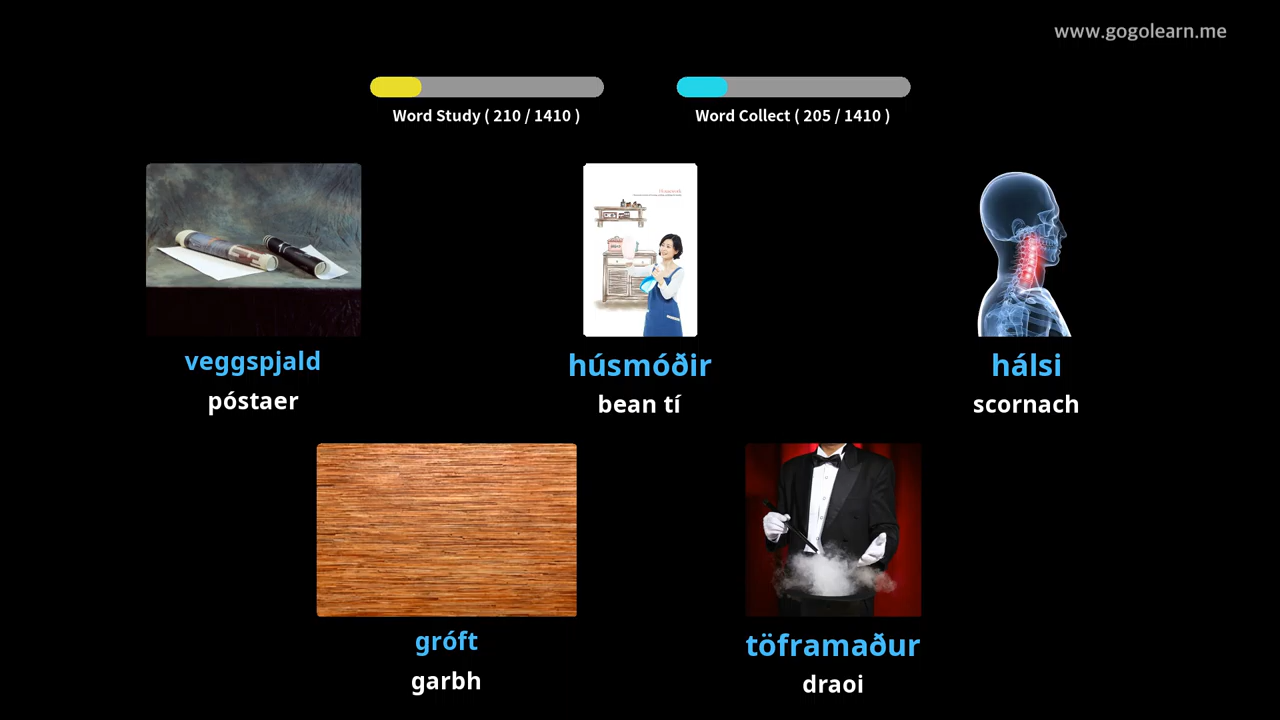 www.gogolearn.me
Word Study ( 210 / 1410 )
Word Collect ( 205 / 1410 )
veggspjald
póstaer
húsmóðir
bean tí
hálsi
scornach
gróft
garbh
töframaður
draoi